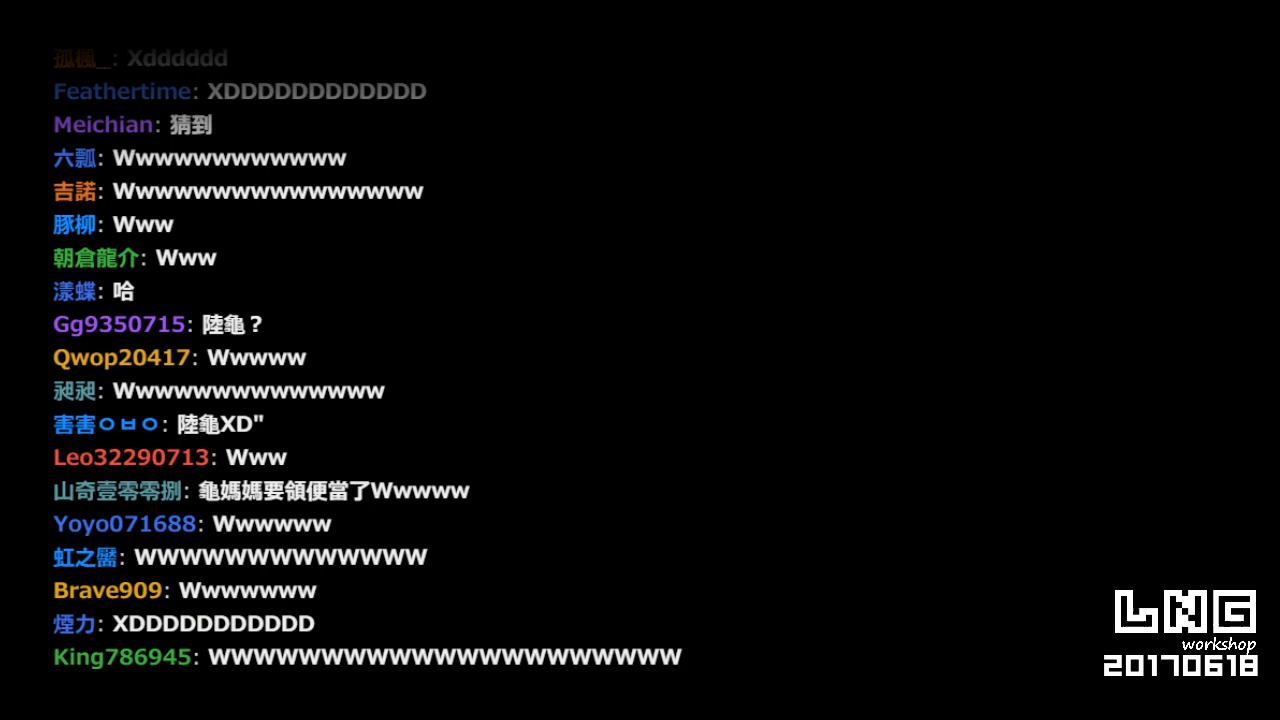 孤楓_: Xdddddd
Feathertime: XDDDDDDDDDDDDD
Meichian: 猜到
六瓢: Wwwwwwwwwwww
吉諾: Wwwwwwwwwwwwwwww
豚柳: Www
朝倉龍介: Www
漾蝶: 哈
Gg9350715: 陸龜？
Qwop20417: Wwwww
昶昶: Wwwwwwwwwwwwww
害害ㅇㅂㅇ: 陸龜XD"
Leo32290713: Www
山奇壹零零捌: 龜媽媽要領便當了Wwwww
Yoyo071688: Wwwwww
虹之翳: WWWWWWWWWWWWW
Brave909: Wwwwwww
煙力: XDDDDDDDDDDD
King786945: WWWWWWWWWWWWWWWWWWWWW
LNG
workshop
20170618